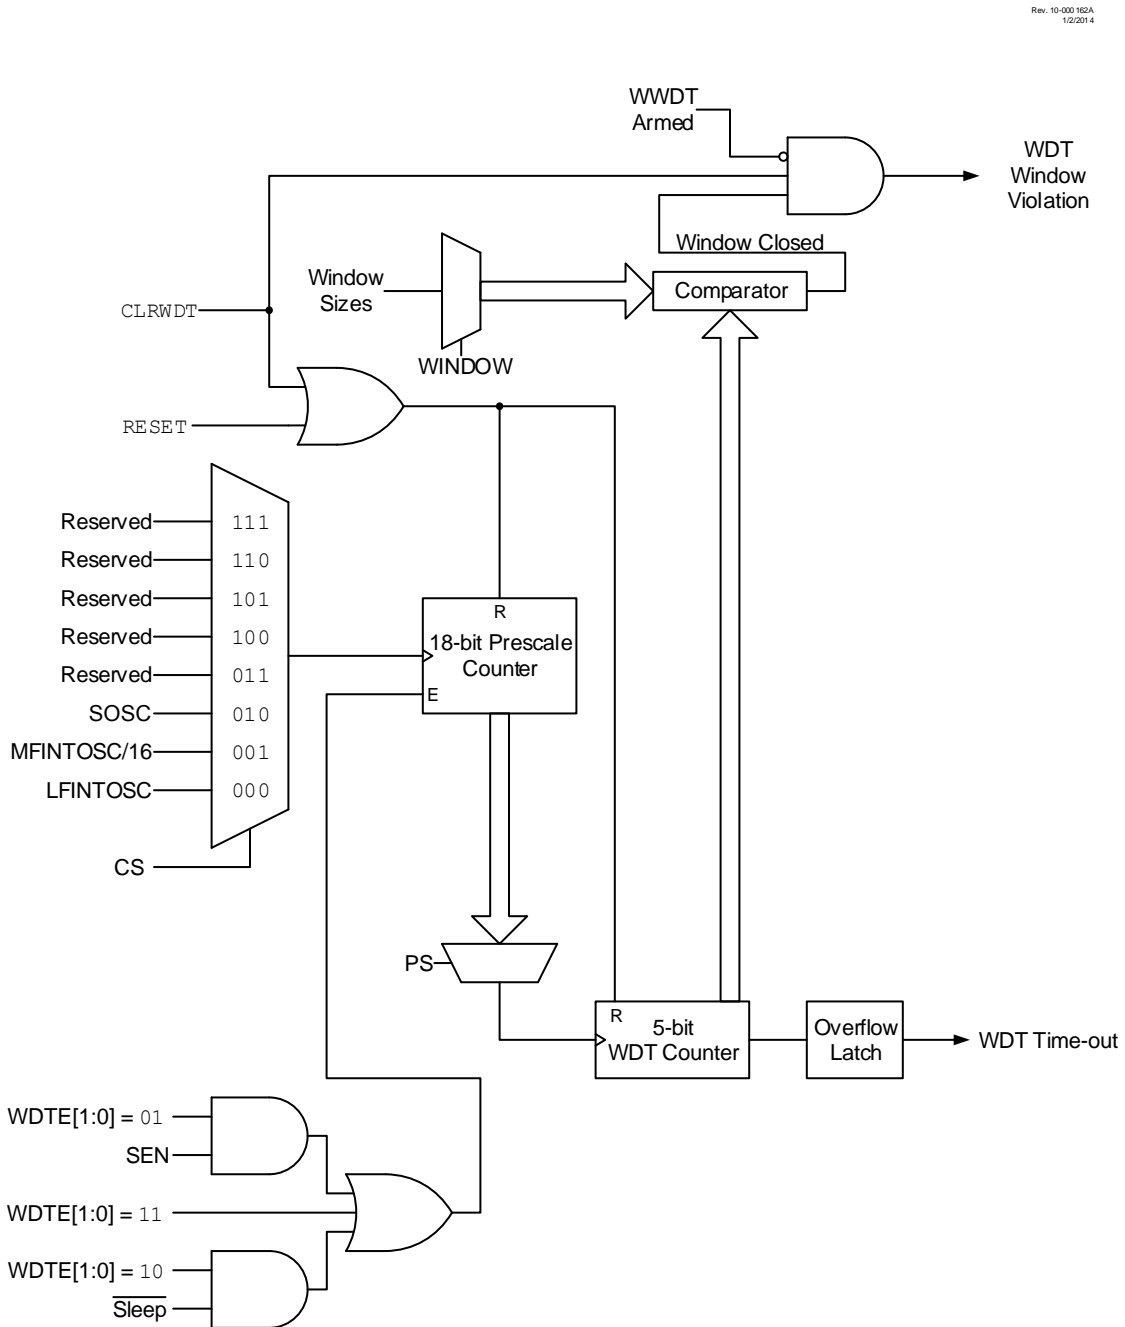 Rev. 10-000 162A
1/2/2014
WWDT
Armed
WDT
Window
Violation
Window Closed
Window
Sizes
Comparator
CLRWDT
WINDOW
RESET
Reserved 111
Reserved 110
Reserved 101
Reserved 100
Reserved 011
SOSC 010
MFINTOSC/16 001
LFINTOSC 000
CS
R
18-bit Prescale
Counter
E
PS
R
5-bit
WDT Counter
Overflow
Latch
WDT Time-out
WDTE[1:0] = 01
SEN
WDTE[1:0] = 11
WDTE[1:0] = 10
Sleep